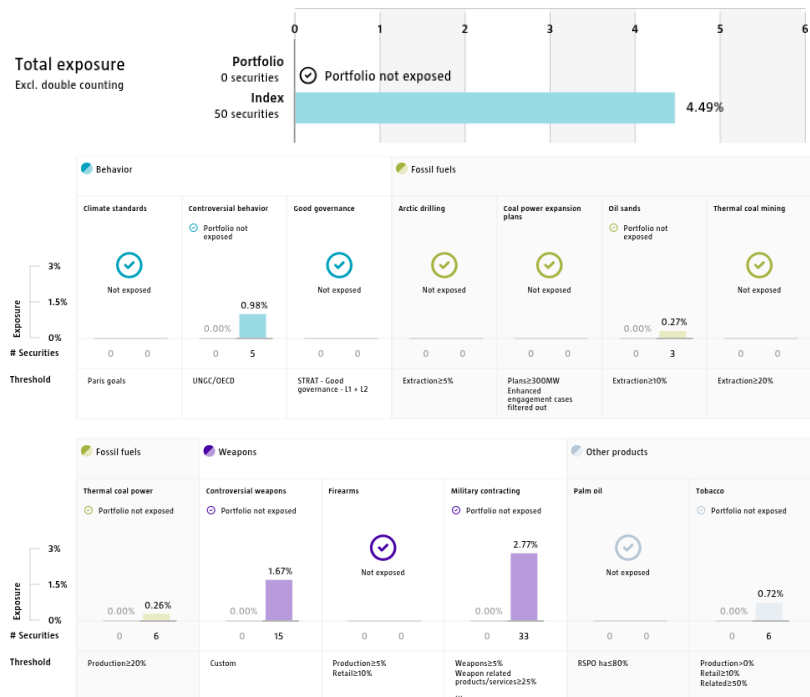 0 1 2 3 4 5 6
Total exposure
Excl. double counting
Portfolio
0 securities
Portfolio not exposed
Index
50 securities
4.49%
Behavior
Fossil fuels
Climate standards
Controversial behavior
Good governance
Arctic drilling
Coal power expansion
plans
Oil sands
Thermal coal mining
Portfolio not
exposed
Portfolio not
exposed
Not exposed
Not exposed
Not exposed
Not exposed
Not exposed
Exposure
3%
1.5%
0%
0.00%
0.98%
0.00%
0.27%
# Securities
0 0
0 5
0 0
0 0
0 0
0 3
0 0
Threshold
Paris goals
UNGC/OECD
STRAT - Good
governance - L1 + L2
Extraction≥5%
Plans≥300MW
Enhanced
engagement cases
filtered out
Extraction≥10%
Extraction≥20%
Fossil fuels
Weapons
Other products
Thermal coal power
Controversial weapons
Firearms
Military contracting
Palm oil
Tobacco
Portfolio not exposed
Portfolio not exposed
Portfolio not exposed
Portfolio not exposed
Not exposed
Not exposed
Exposure
3%
1.5%
0%
0.00%
0.26%
0.00%
1.67%
0.00%
2.77%
0.00%
0.72%
# Securities
0 6
0 15
0 0
0 33
0 0
0 6
Threshold
Production≥20%
Custom
Production≥5%
Retail≥10%
Weapons≥5%
Weapon related
products/services≥25%
RSPO ha≤80%
Production>0%
Retail≥10%
Related≥50%